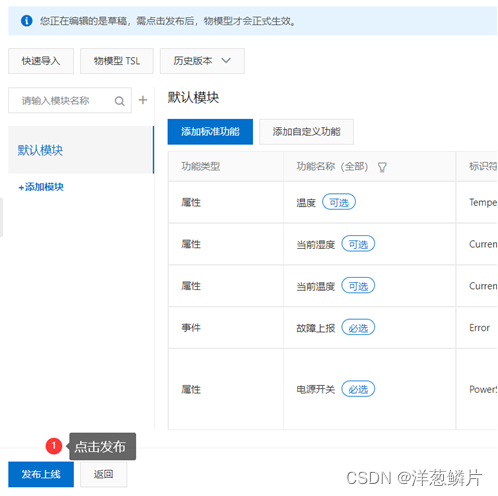 您正在编辑的是草稿，需点击发布后，物模型才会正式生效。
快速导入 物模型 TSL 历史版本
请输入模块名称
默认模块
+添加模块
默认模块
添加标准功能 添加自定义功能
功能类型 功能名称（全部） 标识符
属性 温度 可选 Tempe
属性 当前湿度 可选 Curren
属性 当前温度 可选 Curren
事件 故障上报 必选 Error
属性 电源开关 必选 PowerS
1 点击发布
发布上线 返回
CSDN @洋葱鳞片